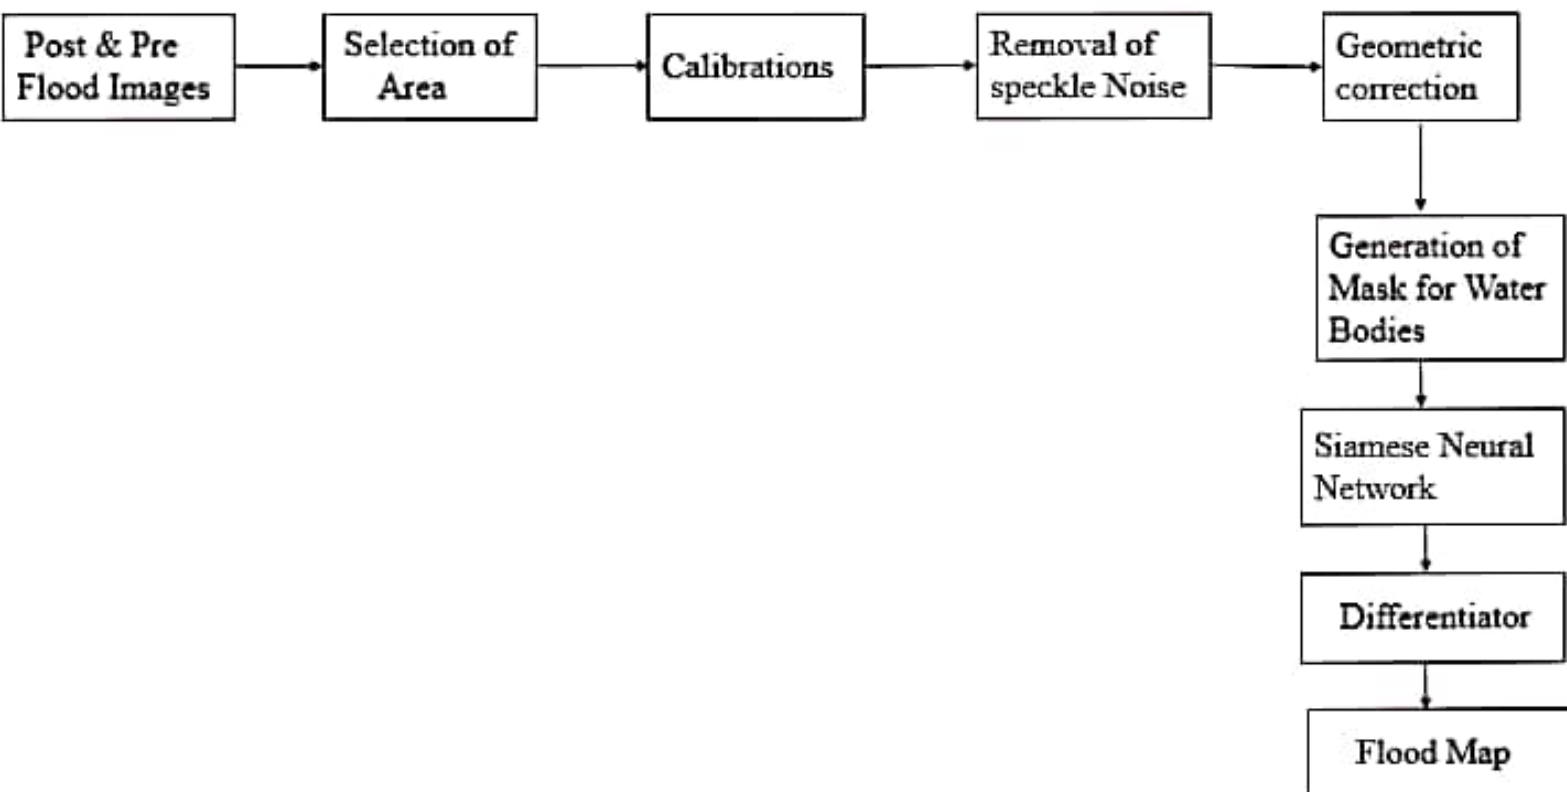 Post & Pre
Flood Images
Selection of
Area
Calibrations
Removal of
speckle Noise
Geometric
correction
Generation of
Mask for Water
Bodies
Siamese Neural
Network
Differentiator
Flood Map